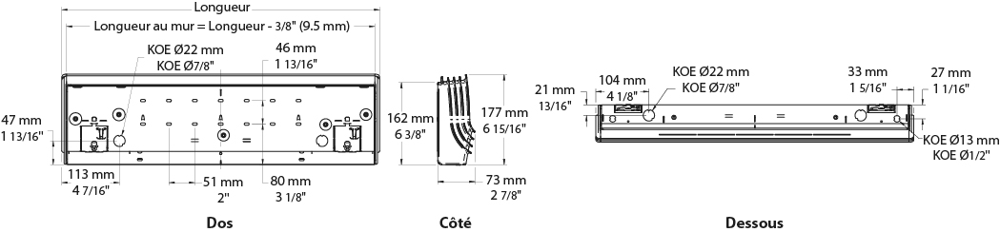 Longueur
Longueur au mur = Longueur - 3/8" (9.5 mm)
KOE Ø22 mm
KOE Ø7/8"
46 mm
1 13/16"
47 mm
1 13/16"
113 mm
4 7/16"
51 mm
2"
80 mm
3 1/8"
Dos
162 mm
6 3/8"
177 mm
6 15/16"
73 mm
2 7/8"
Côté
21 mm
13/16"
104 mm
4 1/8"
KOE Ø22 mm
KOE Ø7/8"
33 mm
1 5/16"
27 mm
1 1/16"
KOE Ø13 mm
KOE Ø1/2"
Dessous